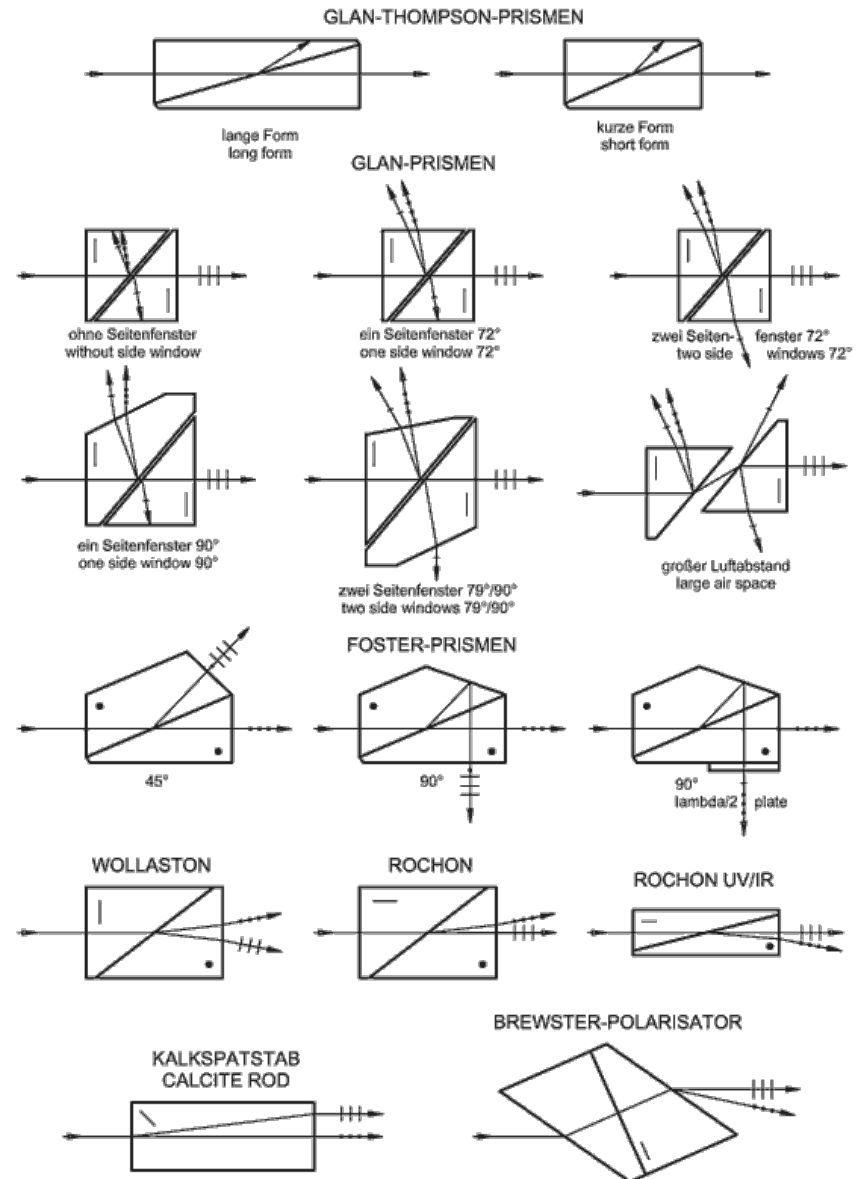 GLAN-THOMPSON-PRISMEN
lange Form
long form
kurze Form
short form
GLAN-PRISMEN
ohne Seitenfenster
without side window
ein Seitenfenster 72°
one side window 72°
zwei Seiten- fenster 72°
two side windows 72°
ein Seitenfenster 90°
one side window 90°
zwei Seitenfenster 79°/90°
two side windows 79°/90°
großer Luftabstand
large air space
FOSTER-PRISMEN
45°
90°
90°
lambda/2 plate
WOLLASTON
ROCHON
ROCHON UV/IR
KALKSPATSTAB
CALCITE ROD
BREWSTER-POLARISATOR